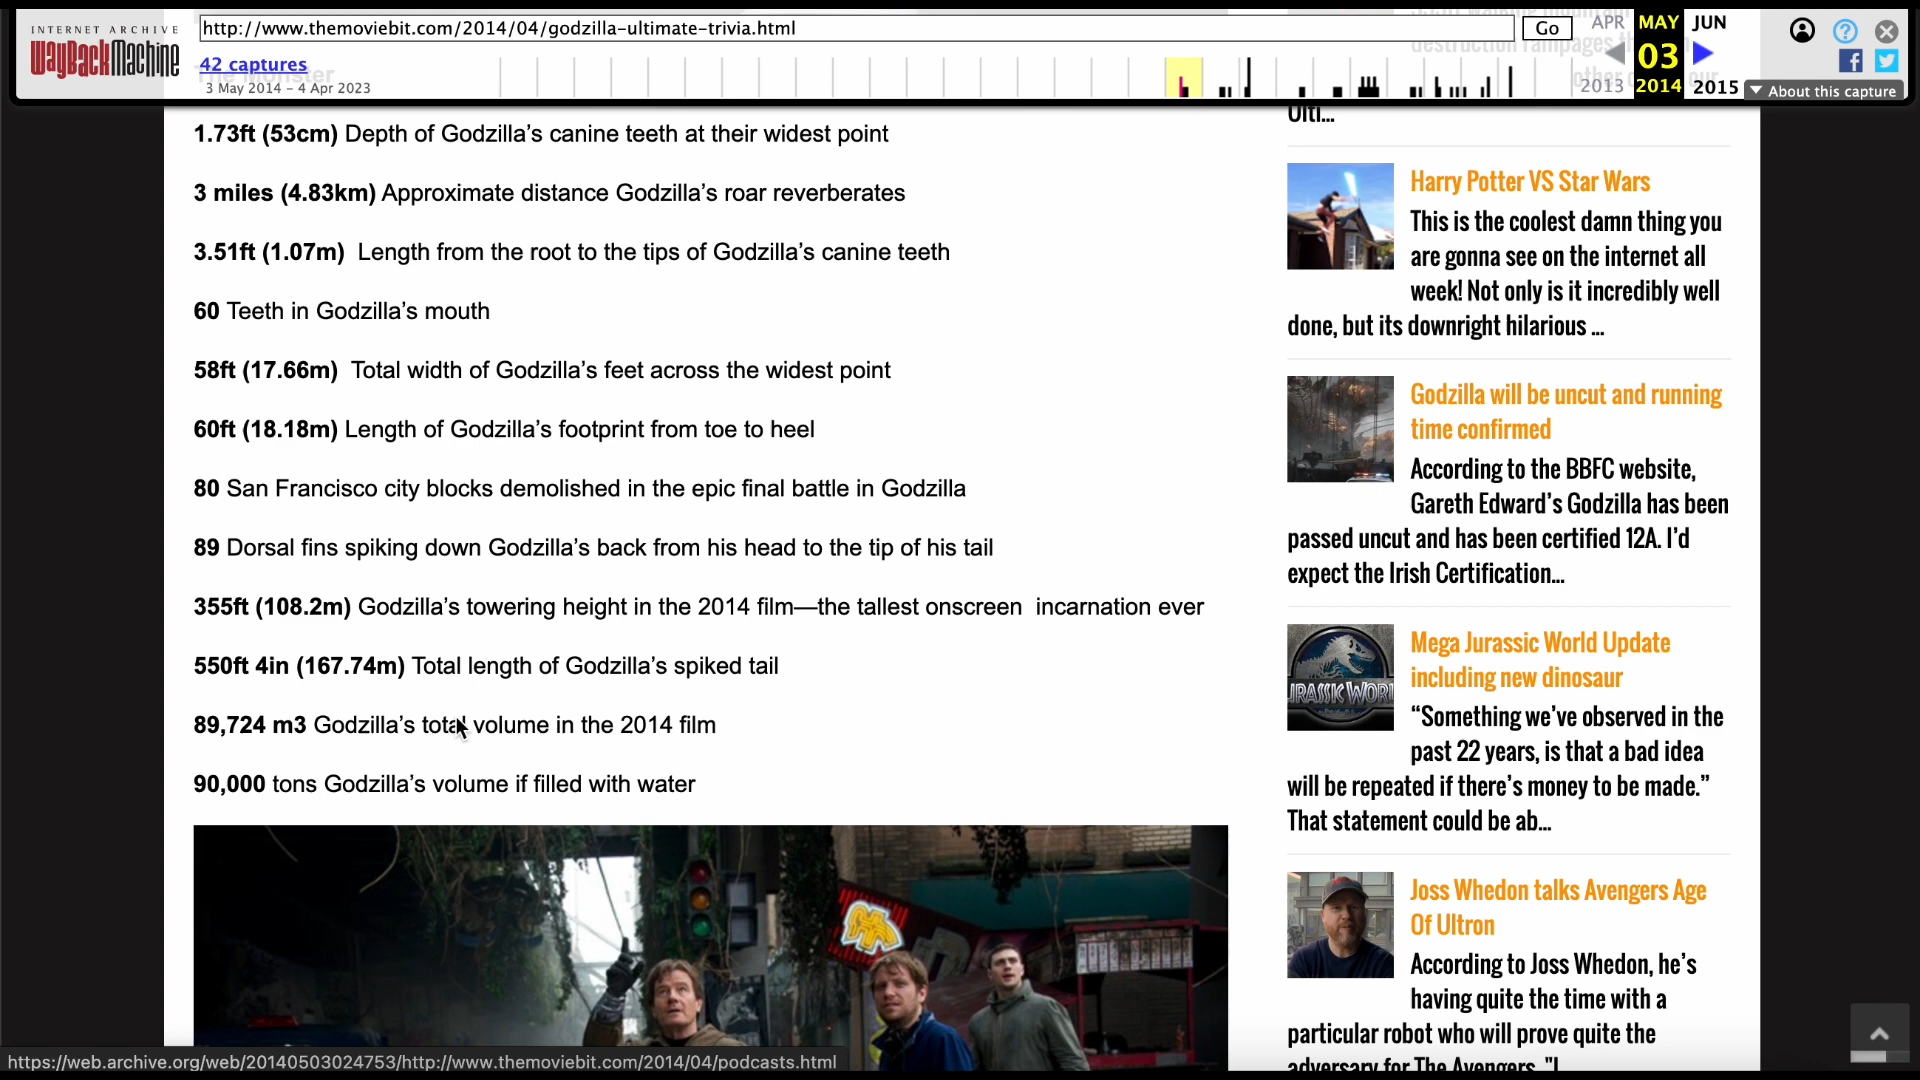 INTERNET ARCHIVE
WayBackMachine
http://www.themoviebit.com/2014/04/godzilla-ultimate-trivia.html
Go
42 captures
3 May 2014 – 4 Apr 2023
APR
MAY
JUN
03
2013
2014
2015
About this capture
The Monster
destruction rampages
1.73ft (53cm) Depth of Godzilla’s canine teeth at their widest point
3 miles (4.83km) Approximate distance Godzilla’s roar reverberates
3.51ft (1.07m) Length from the root to the tips of Godzilla’s canine teeth
60 Teeth in Godzilla’s mouth
58ft (17.66m) Total width of Godzilla’s feet across the widest point
60ft (18.18m) Length of Godzilla’s footprint from toe to heel
80 San Francisco city blocks demolished in the epic final battle in Godzilla
89 Dorsal fins spiking down Godzilla’s back from his head to the tip of his tail
355ft (108.2m) Godzilla’s towering height in the 2014 film—the tallest onscreen incarnation ever
550ft 4in (167.74m) Total length of Godzilla’s spiked tail
89,724 m3 Godzilla’s total volume in the 2014 film
90,000 tons Godzilla’s volume if filled with water
Ulti...
Harry Potter VS Star Wars
This is the coolest damn thing you
are gonna see on the internet all
week! Not only is it incredibly well
done, but its downright hilarious ...
Godzilla will be uncut and running
time confirmed
According to the BBFC website,
Gareth Edward’s Godzilla has been
passed uncut and has been certified 12A. I’d
expect the Irish Certification...
Mega Jurassic World Update
including new dinosaur
JURASSIC WORL
“Something we’ve observed in the
past 22 years, is that a bad idea
will be repeated if there’s money to be made.”
That statement could be ab...
Joss Whedon talks Avengers Age
Of Ultron
According to Joss Whedon, he’s
having quite the time with a
particular robot who will prove quite the
adversary for The Avengers. "I
https://web.archive.org/web/20140503024753/http://www.themoviebit.com/2014/04/podcasts.html